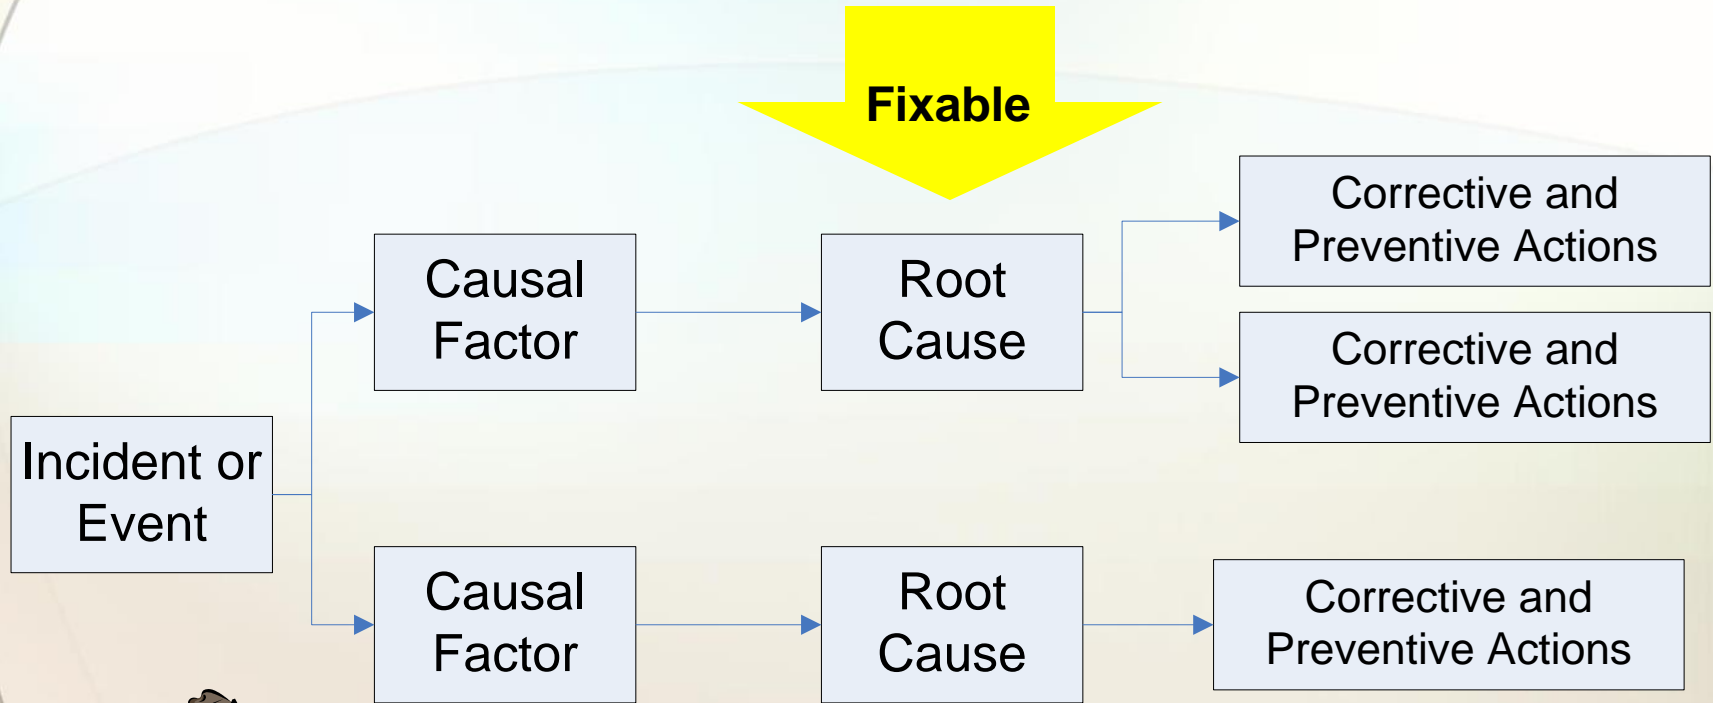 Fixable
Corrective and
Preventive Actions
Causal
Factor
Root
Cause
Corrective and
Preventive Actions
Incident or
Event
Causal
Factor
Root
Cause
Corrective and
Preventive Actions